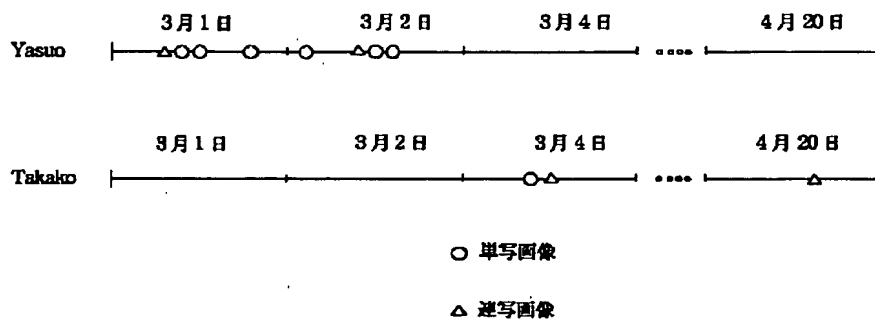 3月1日 3月2日 3月4日 4月20日
Yasuo
3月1日 3月2日 3月4日 4月20日
Takako
○ 単写画像
△ 連写画像